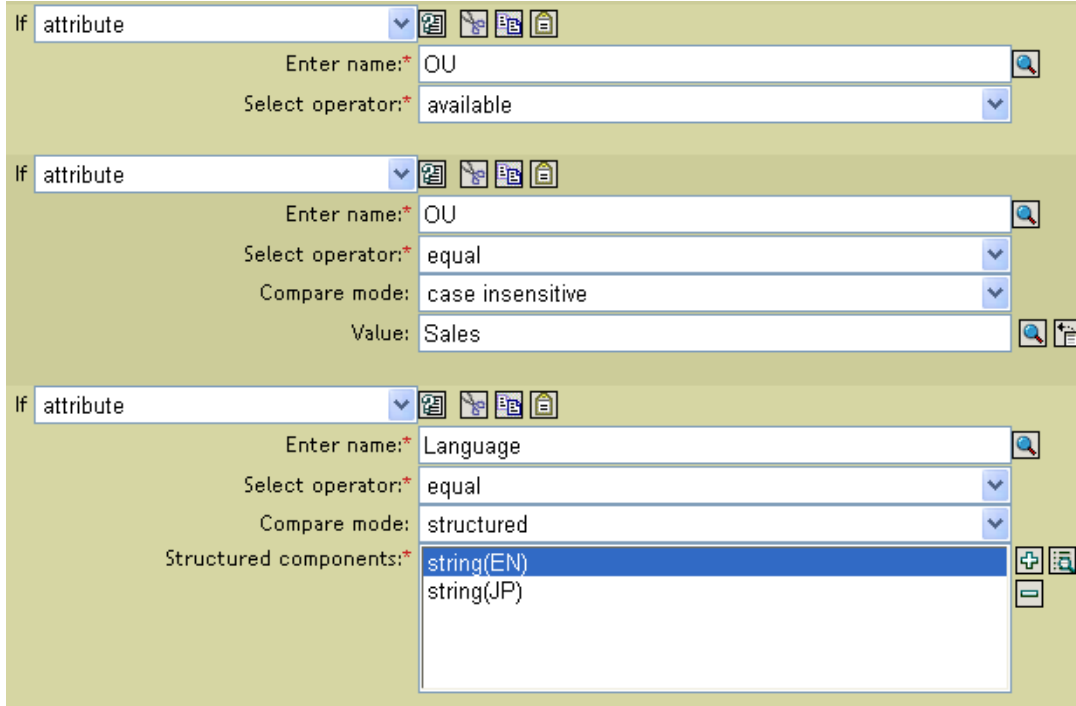 If attribute
Enter name:* OU
Select operator:* available
If attribute
Enter name:* OU
Select operator:* equal
Compare mode: case insensitive
Value: Sales
If attribute
Enter name:* Language
Select operator:* equal
Compare mode: structured
Structured components:* string(EN)
string(JP)